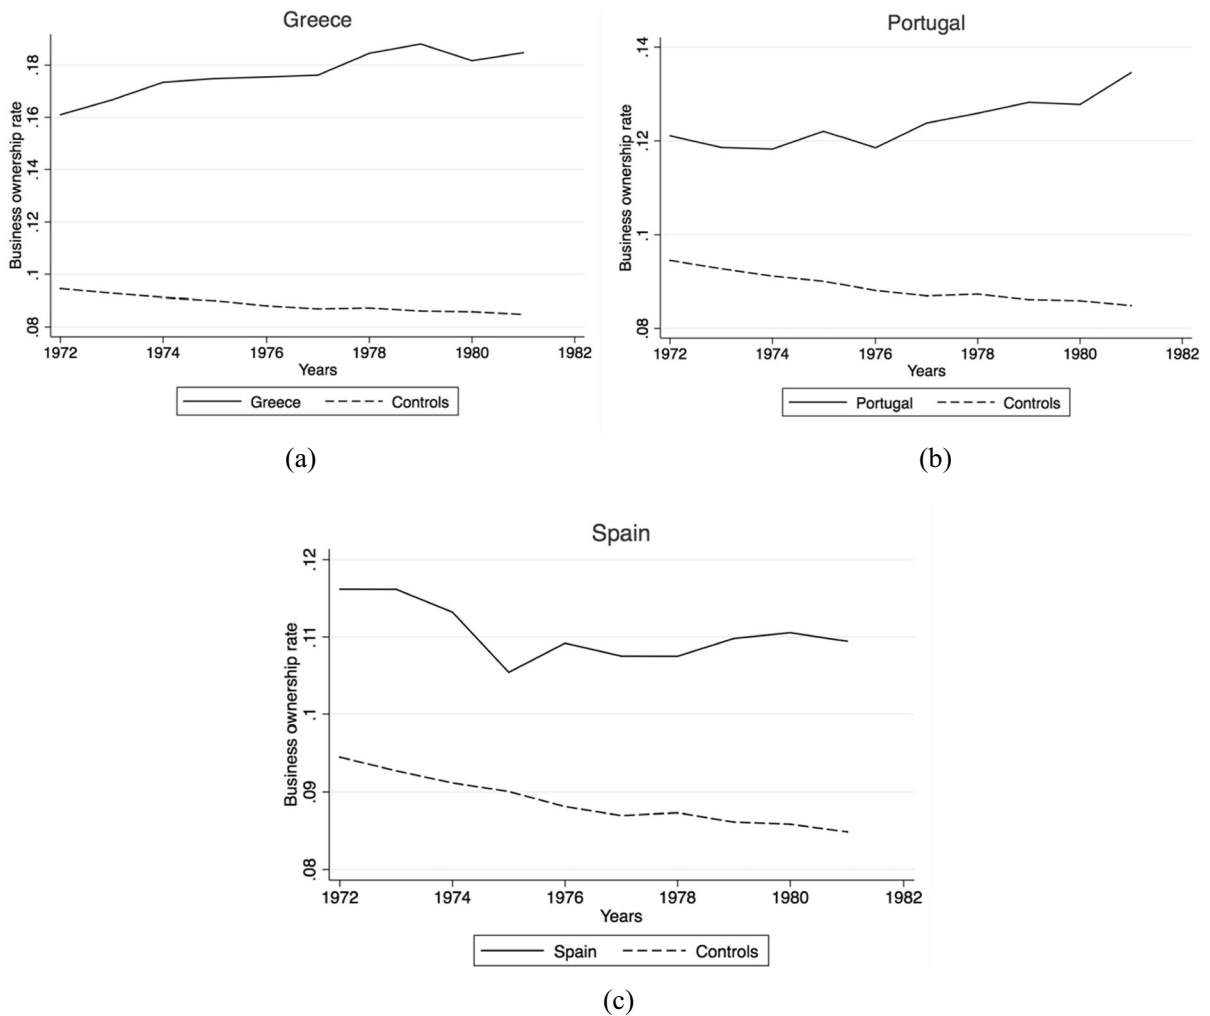 Greece
Business ownership rate
.18
.16
.14
.12
.1
.08
1972 1974 1976 1978 1980 1982
Years
Greece Controls
(a)
Portugal
Business ownership rate
.14
.12
.1
.08
1972 1974 1976 1978 1980 1982
Years
Portugal Controls
(b)
Spain
Business ownership rate
.12
.11
.1
.09
.08
1972 1974 1976 1978 1980 1982
Years
Spain Controls
(c)